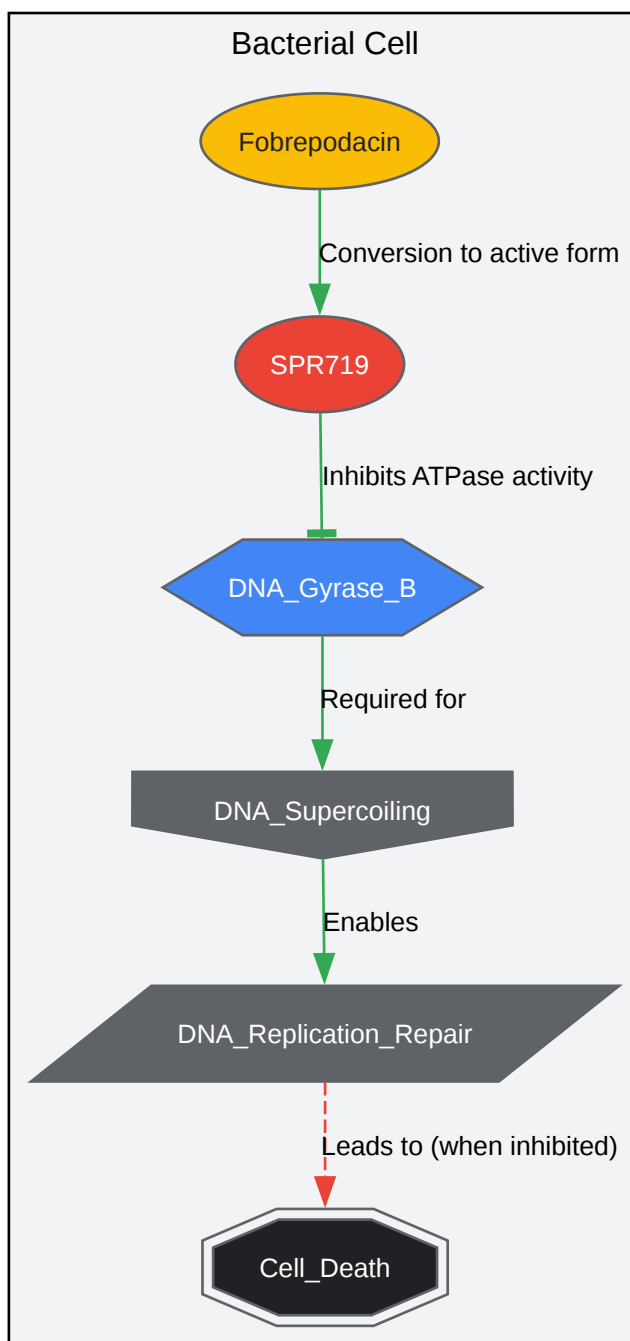 Bacterial Cell
Fobrepodacin
Conversion to active form
SPR719
Inhibits ATPase activity
DNA_Gyrase_B
Required for
DNA_Supercoiling
Enables
DNA_Replication_Repair
Leads to (when inhibited)
Cell_Death